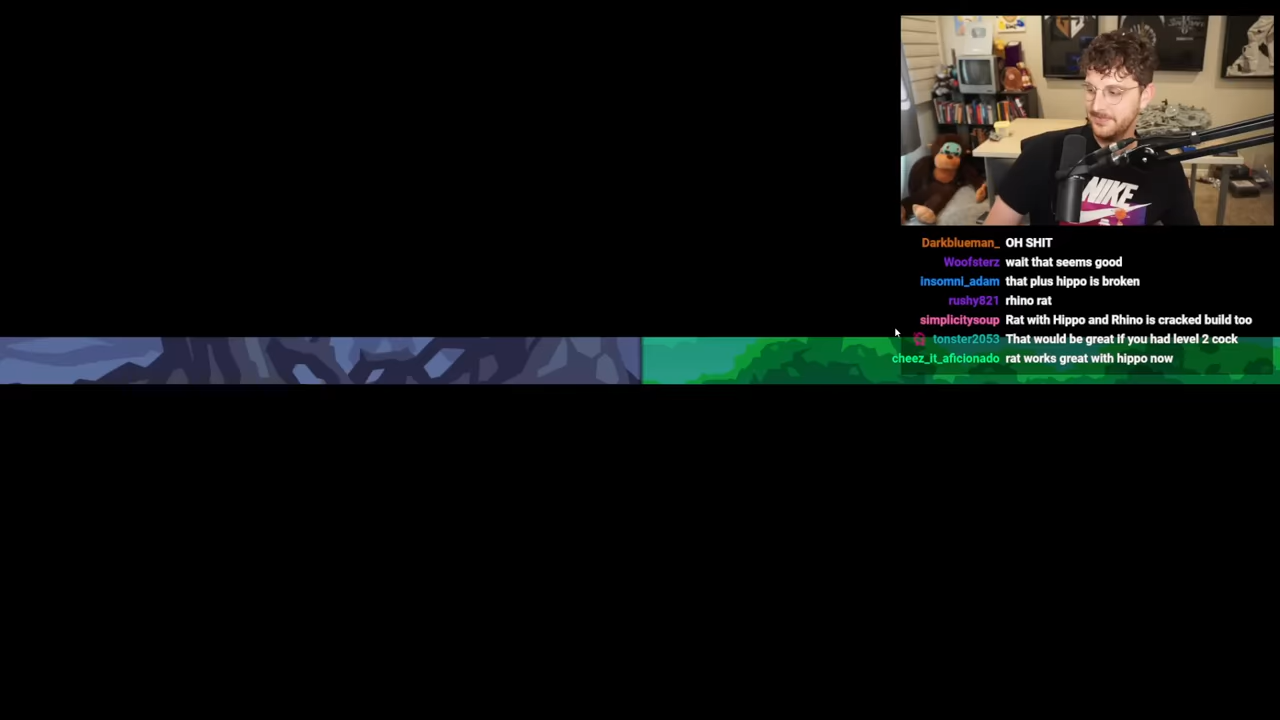 NIKE
Darkblueman_ OH SHIT
Woofsterz wait that seems good
insomni_adam that plus hippo is broken
rushy821 rhino rat
simplicitysoup Rat with Hippo and Rhino is cracked build too
tonster2053 That would be great if you had level 2 cock
cheez_it_aficionado rat works great with hippo now